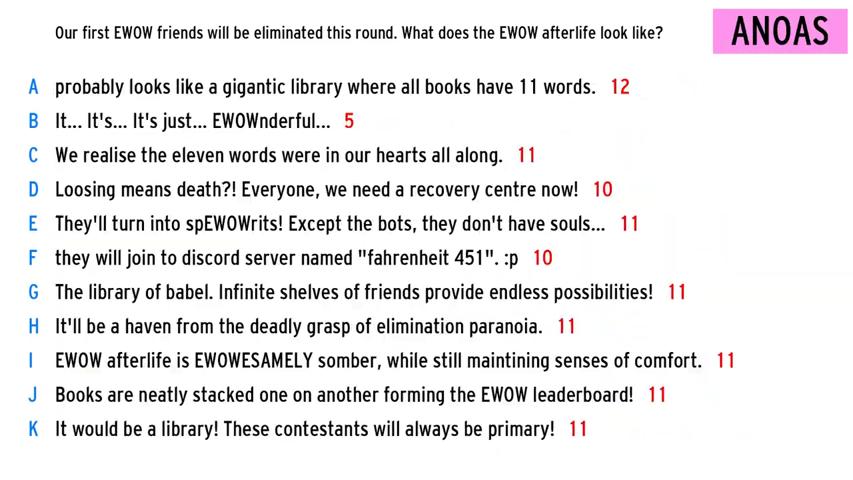 Our first EWOW friends will be eliminated this round. What does the EWOW afterlife look like?
ANOAS
A probably looks like a gigantic library where all books have 11 words. 12
B It... It's... It's just... EWOWnderful... 5
C We realise the eleven words were in our hearts all along. 11
D Loosing means death?! Everyone, we need a recovery centre now! 10
E They'll turn into spEWOWrits! Except the bots, they don't have souls... 11
F they will join to discord server named "fahrenheit 451". :p 10
G The library of babel. Infinite shelves of friends provide endless possibilities! 11
H It'll be a haven from the deadly grasp of elimination paranoia. 11
I EWOW afterlife is EWOWESAMELY somber, while still maintining senses of comfort. 11
J Books are neatly stacked one on another forming the EWOW leaderboard! 11
K It would be a library! These contestants will always be primary! 11